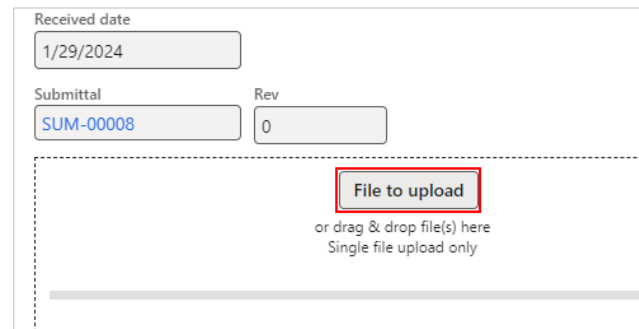 Received date
1/29/2024
Submittal
Rev
SUM-00008
0
File to upload
or drag & drop file(s) here
Single file upload only